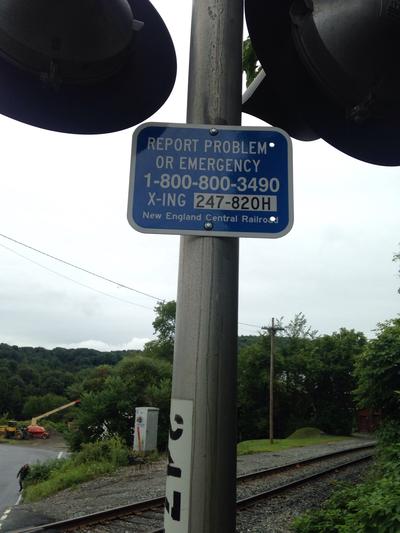 REPORT PROBLEM
OR EMERGENCY
1-800-800-3490
X-ING 247-820H
New England Central Railroad